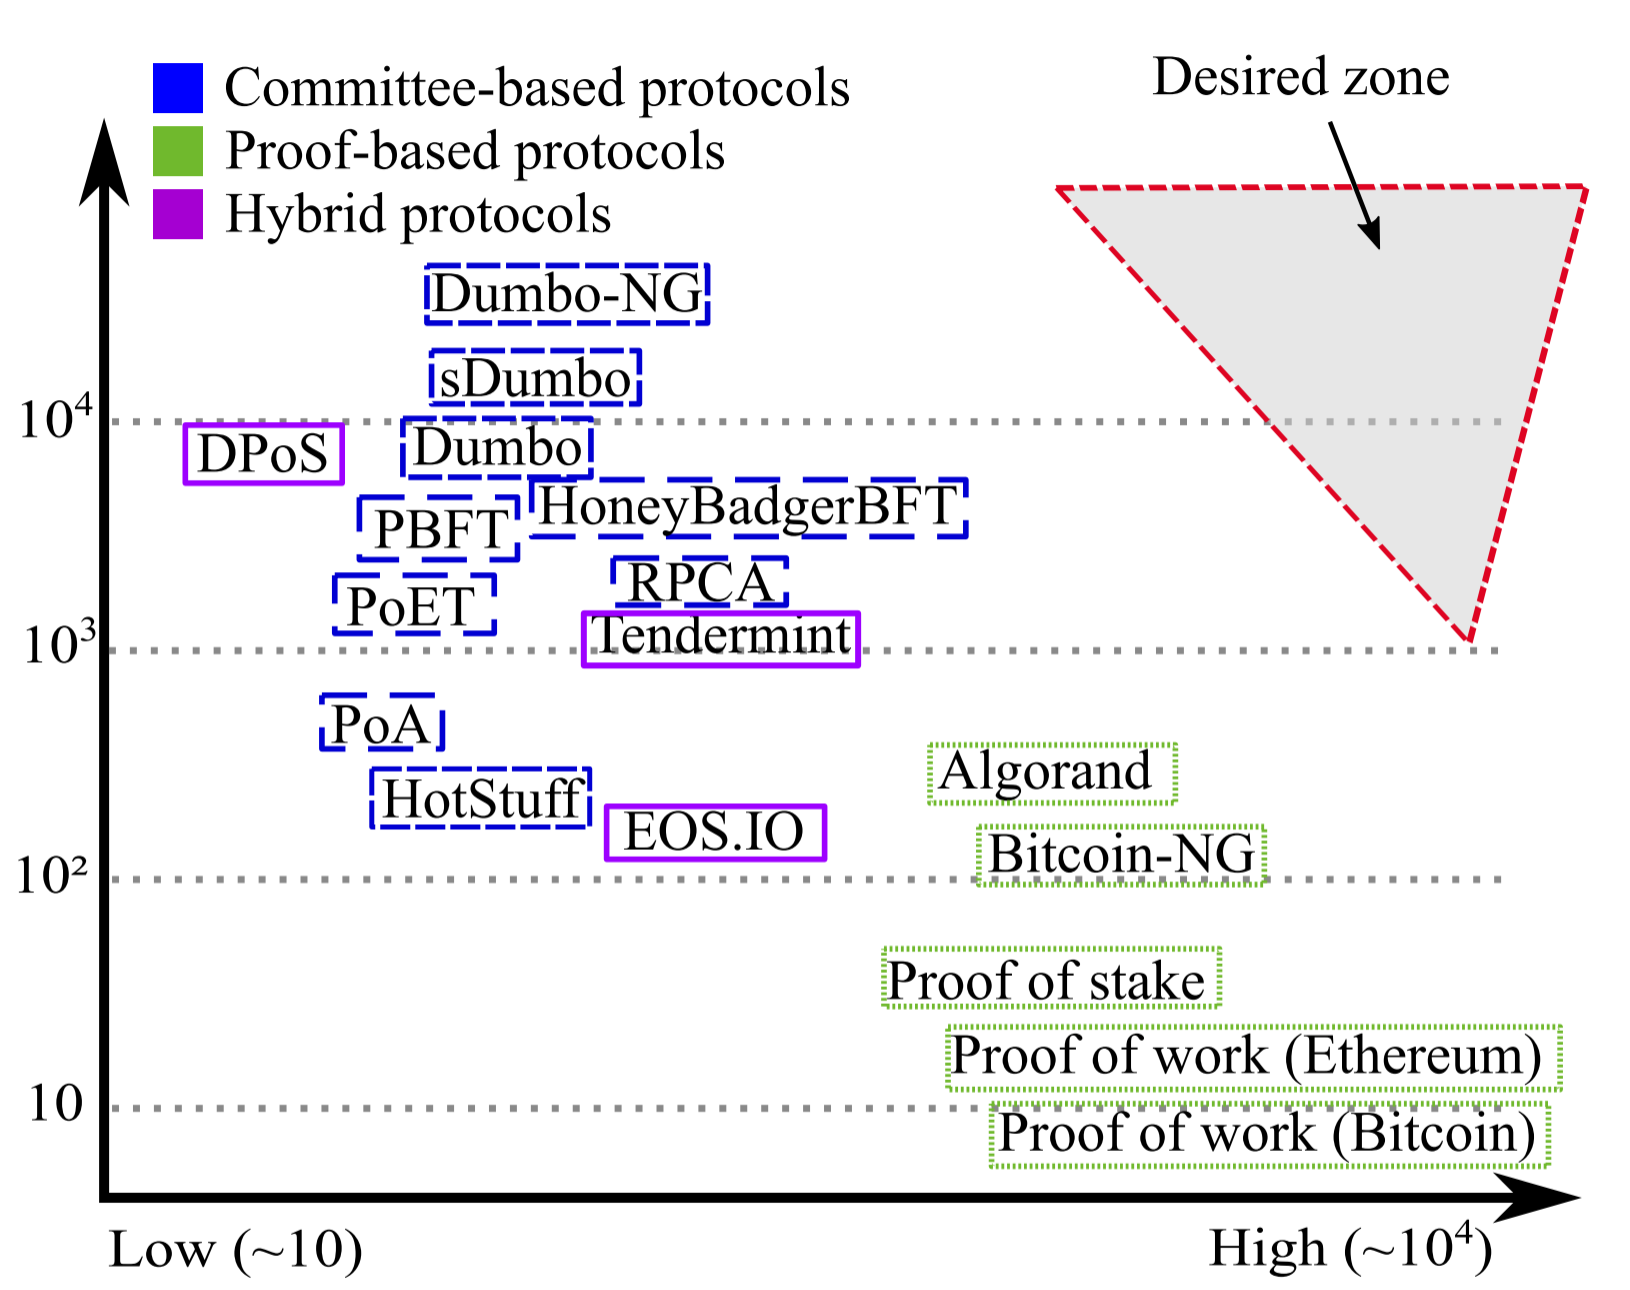 Committee-based protocols
Proof-based protocols
Hybrid protocols
Desired zone
Dumbo-NG
sDumbo
10⁴
DPoS
Dumbo
HoneyBadgerBFT
PBFT
RPCA
PoET
Tendermint
10³
PoA
Algorand
HotStuff
EOS.IO
Bitcoin-NG
10²
Proof of stake
Proof of work (Ethereum)
10
Proof of work (Bitcoin)
Low (~10)
High (~10⁴)